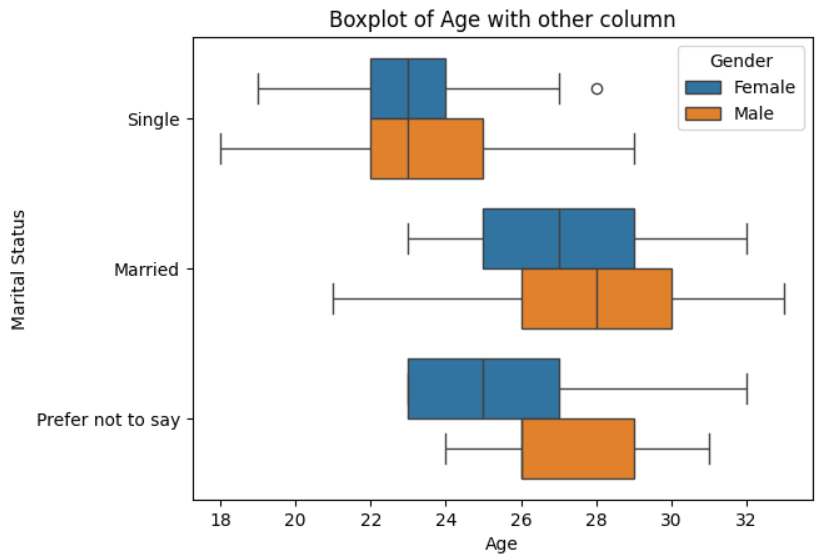 Boxplot of Age with other column
Gender
Female
Male
Single
Married
Prefer not to say
Marital Status
18 20 22 24 26 28 30 32
Age